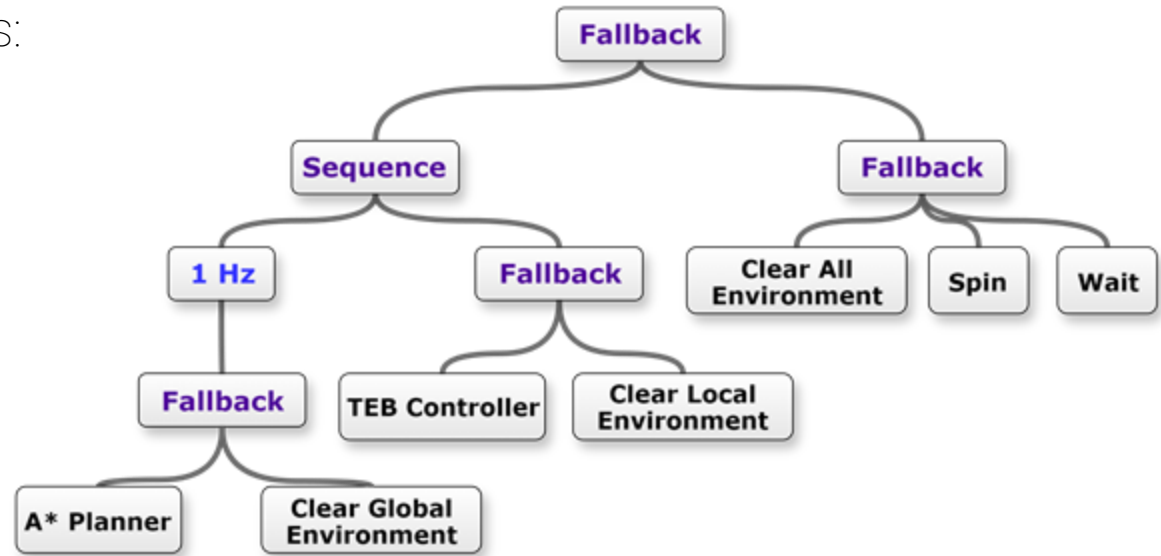 s:
Fallback
Sequence
Fallback
1 Hz
Fallback
Clear All
Environment
Spin
Wait
Fallback
TEB Controller
Clear Local
Environment
A* Planner
Clear Global
Environment